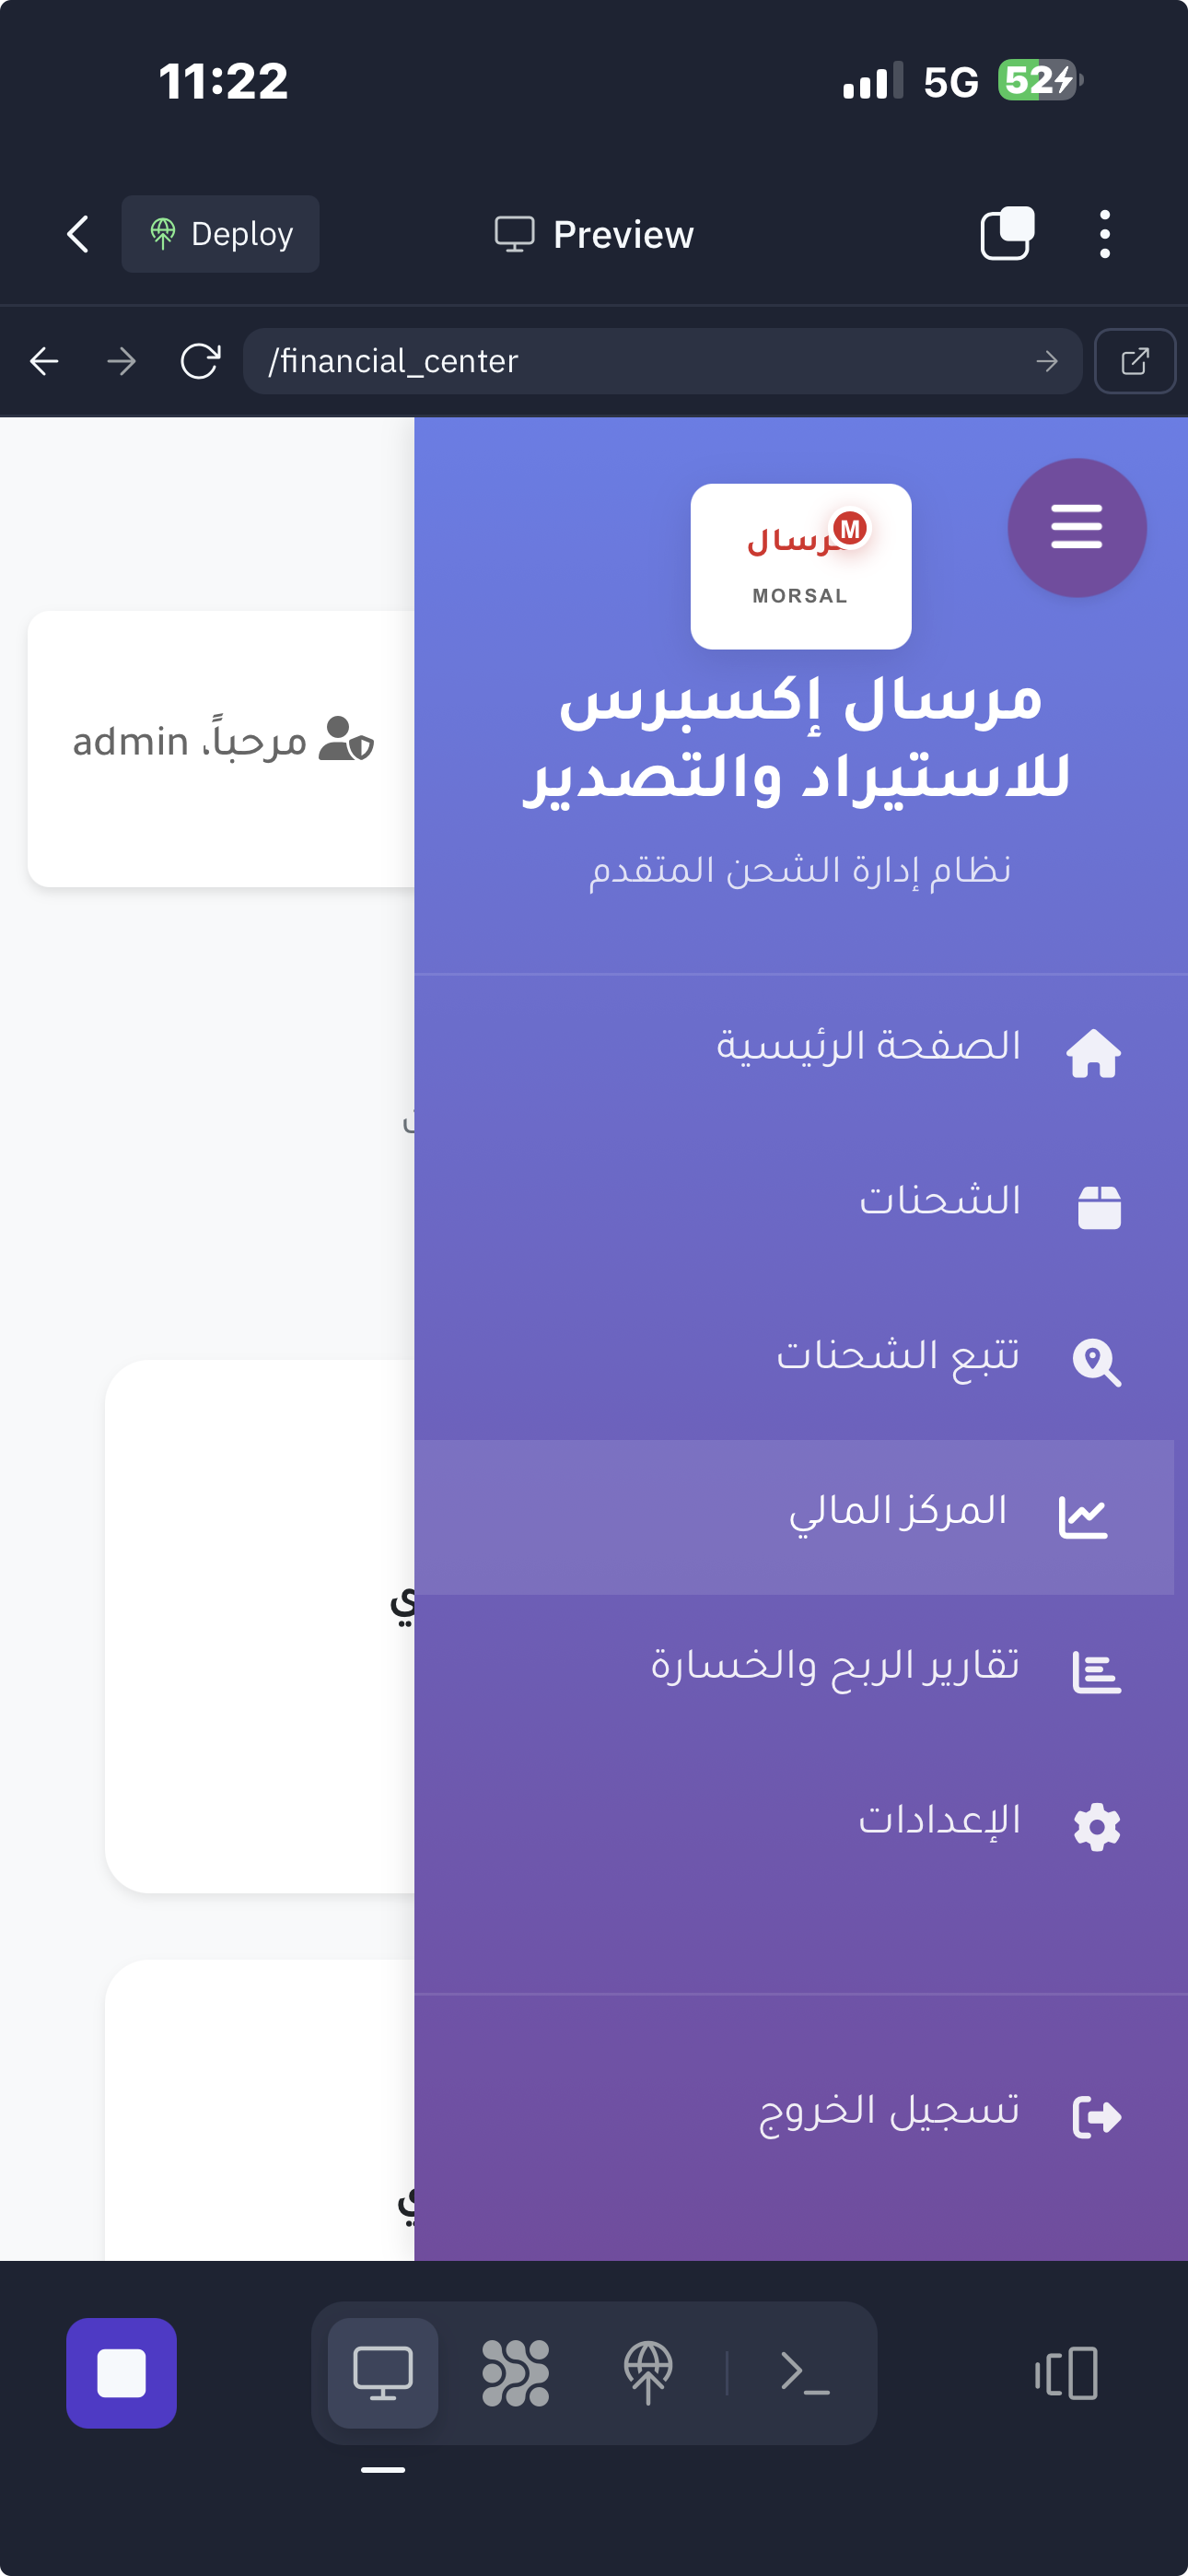 11:22
5G
52
Deploy
Preview
/financial_center
M
MORSAL
مرسال إكسبرس
للاستيراد والتصدير
نظام إدارة الشحن المتقدم
مرحباً، admin
الصفحة الرئيسية
الشحنات
تتبع الشحنات
المركز المالي
تقارير الربح والخسارة
الإعدادات
تسجيل الخروج